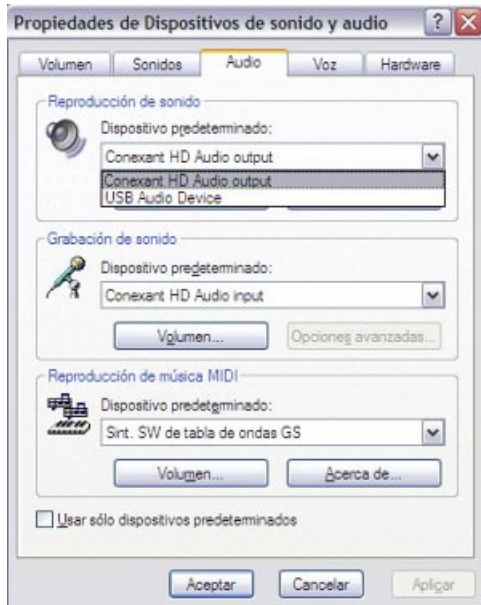 Propiedades de Dispositivos de sonido y audio
Volumen Sonidos Audio Voz Hardware
Reproducción de sonido
Dispositivo predeterminado:
Conexant HD Audio output
Conexant HD Audio output
USB Audio Device
Grabación de sonido
Dispositivo predeterminado:
Conexant HD Audio input
Volumen... Opciones avanzadas...
Reproducción de música MIDI
Dispositivo predeterminado:
Sint. SW de tabla de ondas GS
Volumen... Acerca de...
Usar sólo dispositivos predeterminados
Aceptar Cancelar Aplicar